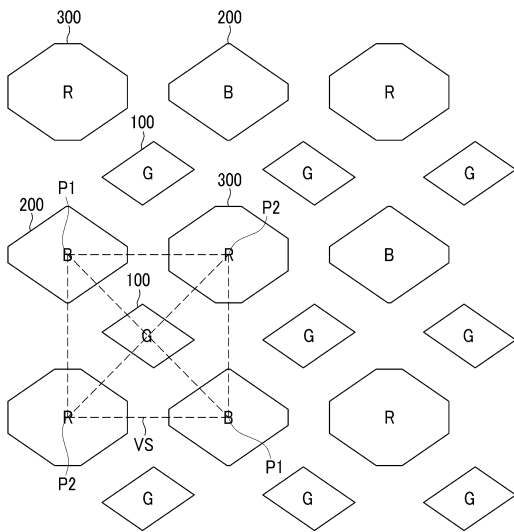 300 200
R B R
100
G G G
P1 300
200 P2
B R B
100
G G G
R B R
VS
P2 P1
G G G